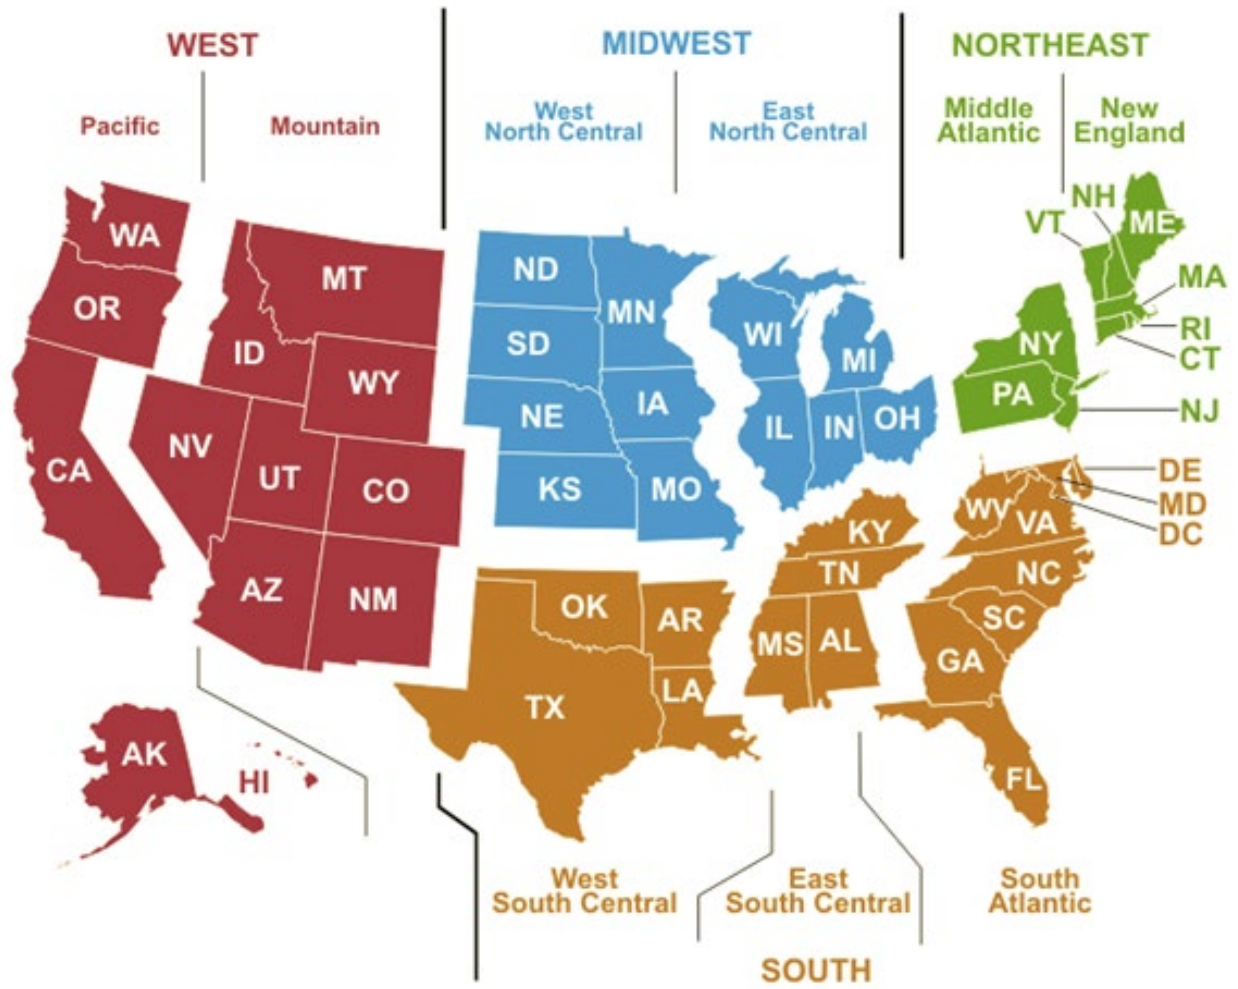 WEST
MIDWEST
NORTHEAST
Pacific
Mountain
West
North Central
East
North Central
Middle
Atlantic
New
England
WA
OR
CA
MT
ID
WY
NV
UT
CO
AZ
NM
AK
HI
ND
SD
NE
KS
MN
IA
MO
WI
MI
IL
IN
OH
NH
VT
ME
MA
RI
CT
NY
PA
NJ
DE
MD
DC
WV
VA
KY
TN
NC
SC
GA
FL
MS
AL
OK
AR
TX
LA
West
South Central
East
South Central
South
Atlantic
SOUTH